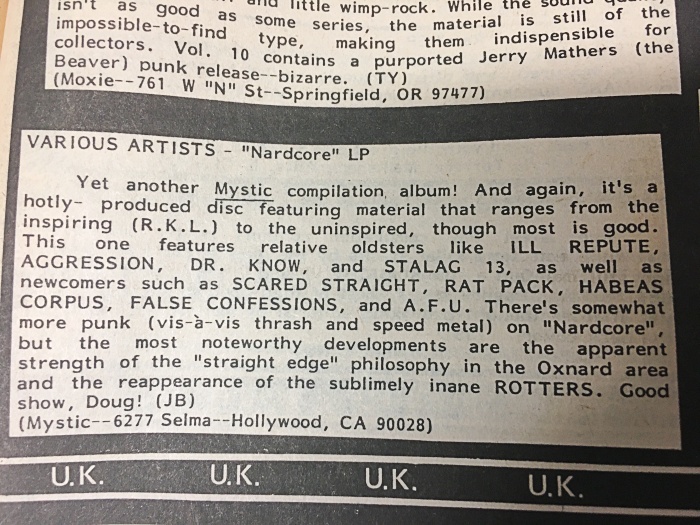 and little wimp-rock. While the sound
isn't as good as some series, the material is still of the
impossible-to-find type, making them indispensible for
collectors. Vol. 10 contains a purported Jerry Mathers (the
Beaver) punk release--bizarre. (TY)
(Moxie--761 W "N" St--Springfield, OR 97477)
VARIOUS ARTISTS - "Nardcore" LP
Yet another Mystic compilation album! And again, it's a
hotly- produced disc featuring material that ranges from the
inspiring (R.K.L.) to the uninspired, though most is good.
This one features relative oldsters like ILL REPUTE,
AGGRESSION, DR. KNOW, and STALAG 13, as well as
newcomers such as SCARED STRAIGHT, RAT PACK, HABEAS
CORPUS, FALSE CONFESSIONS, and A.F.U. There's somewhat
more punk (vis-à-vis thrash and speed metal) on "Nardcore",
but the most noteworthy developments are the apparent
strength of the "straight edge" philosophy in the Oxnard area
and the reappearance of the sublimely inane ROTTERS. Good
show, Doug! (JB)
(Mystic--6277 Selma--Hollywood, CA 90028)
U.K. U.K. U.K. U.K.